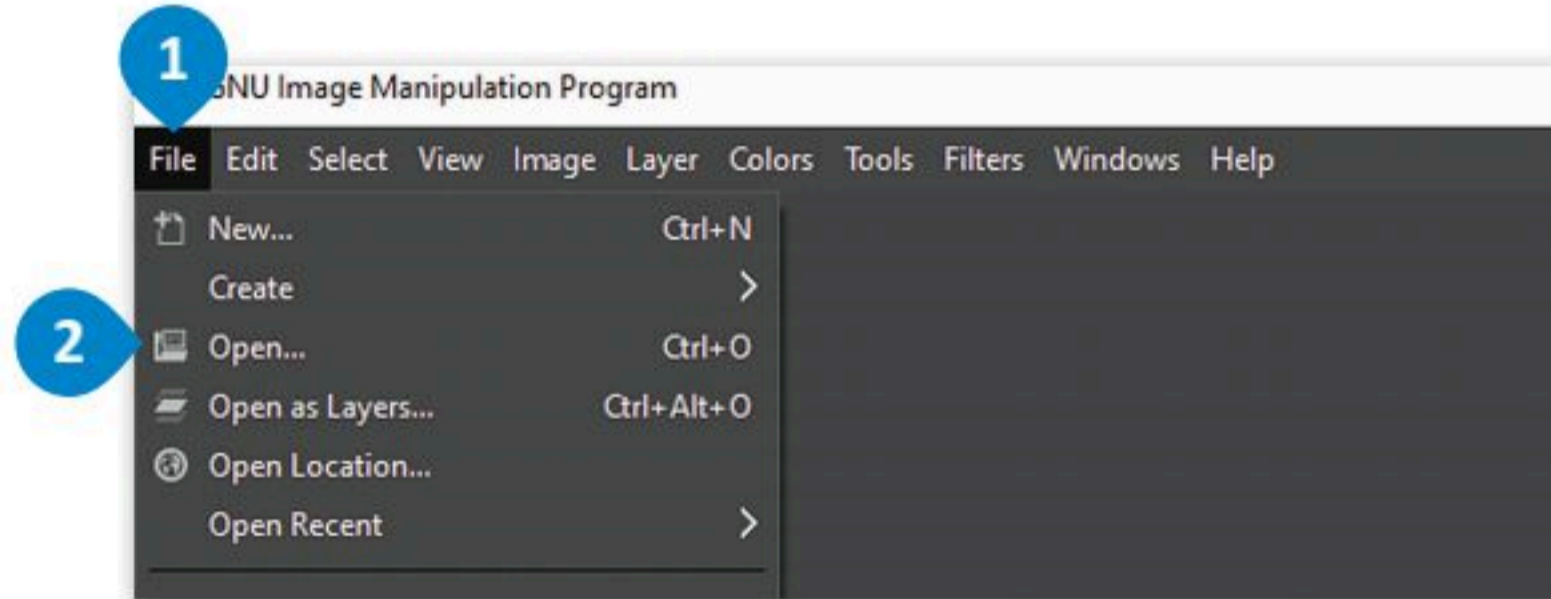 1
GNU Image Manipulation Program
File Edit Select View Image Layer Colors Tools Filters Windows Help
New... Ctrl+N
Create >
2
Open... Ctrl+O
Open as Layers... Ctrl+Alt+O
Open Location...
Open Recent >